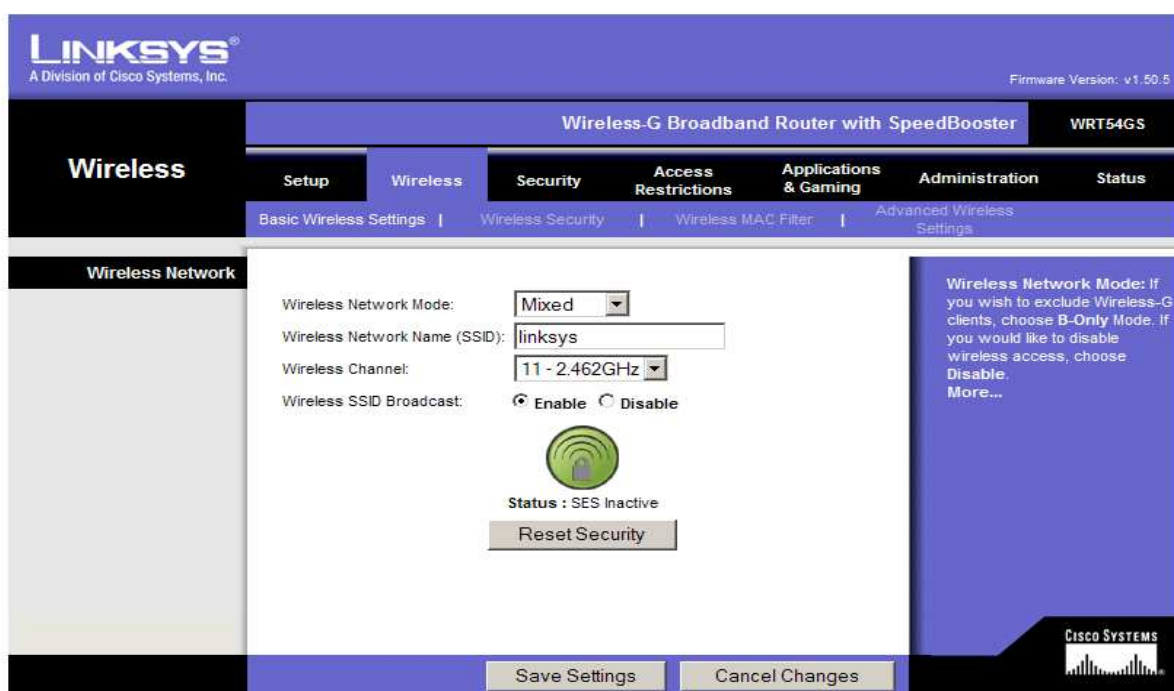 LINKSYS®
A Division of Cisco Systems, Inc.
Firmware Version: v1.50.5
Wireless-G Broadband Router with SpeedBooster WRT54GS
Wireless
Setup Wireless Security Access Restrictions Applications & Gaming Administration Status
Basic Wireless Settings | Wireless Security | Wireless MAC Filter | Advanced Wireless Settings
Wireless Network
Wireless Network Mode: Mixed
Wireless Network Name (SSID): linksys
Wireless Channel: 11 - 2.462GHz
Wireless SSID Broadcast: Enable Disable
Status : SES Inactive
Reset Security
Wireless Network Mode: If
you wish to exclude Wireless-G
clients, choose B-Only Mode. If
you would like to disable
wireless access, choose
Disable.
More...
Save Settings Cancel Changes
CISCO SYSTEMS